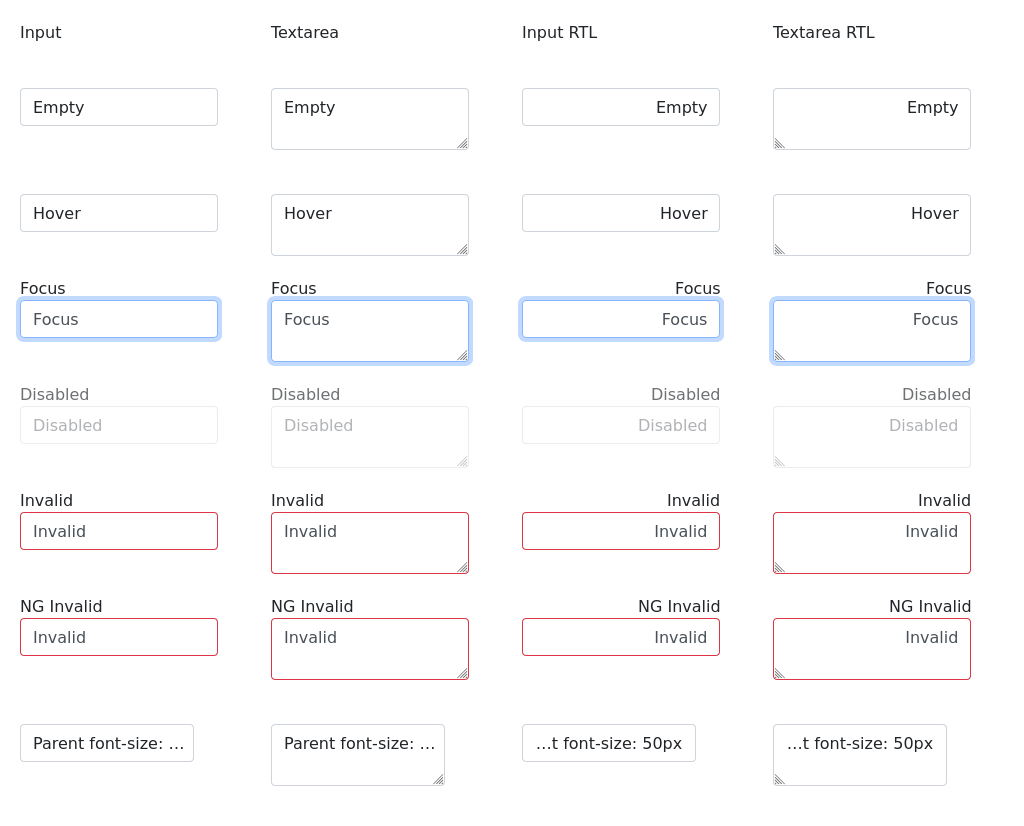 Input Textarea Input RTL Textarea RTL
Empty Empty Empty Empty
Hover Hover Hover Hover
Focus Focus Focus Focus
Focus Focus Focus Focus
Disabled Disabled Disabled Disabled
Disabled Disabled Disabled Disabled
Invalid Invalid Invalid Invalid
Invalid Invalid Invalid Invalid
NG Invalid NG Invalid NG Invalid NG Invalid
Invalid Invalid Invalid Invalid
Parent font-size: … Parent font-size: … …t font-size: 50px …t font-size: 50px